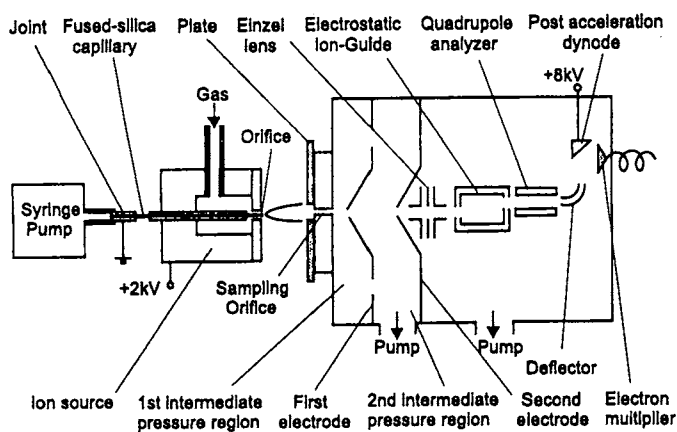 Joint
Fused-silica
capillary
Plate
Einzel
lens
Electrostatic
Ion-Guide
Quadrupole
analyzer
Post acceleration
dynode
+8kV
Gas
Orifice
Syringe
Pump
+2kV
Sampling
Orifice
Pump
Pump
Deflector
Ion source
1st intermediate
pressure region
First
electrode
2nd intermediate
pressure region
Second
electrode
Electron
multiplier